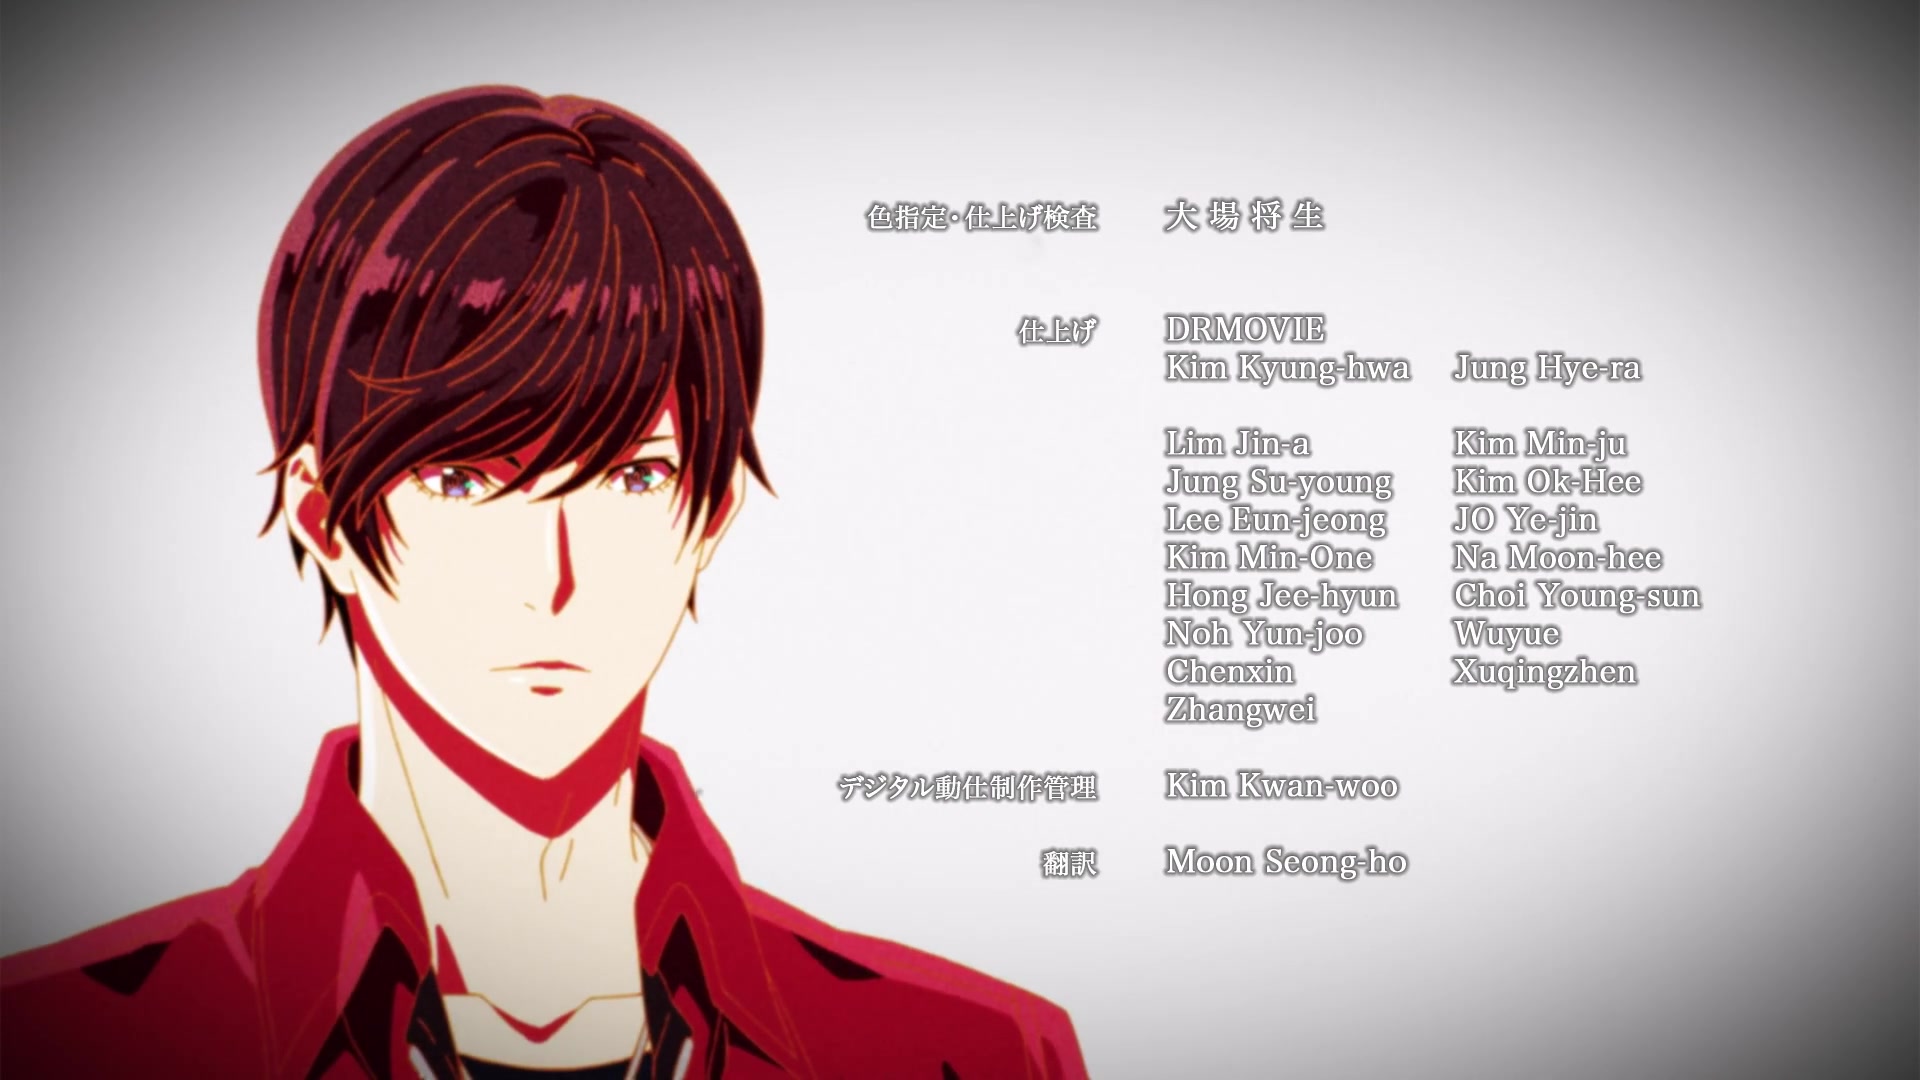 色指定・仕上げ検査 大場将生
仕上げ DRMOVIE
Kim Kyung-hwa Jung Hye-ra
Lim Jin-a Kim Min-ju
Jung Su-young Kim Ok-Hee
Lee Eun-jeong JO Ye-jin
Kim Min-One Na Moon-hee
Hong Jee-hyun Choi Young-sun
Noh Yun-joo Wuyue
Chenxin Xuqingzhen
Zhangwei
デジタル動仕制作管理 Kim Kwan-woo
翻訳 Moon Seong-ho